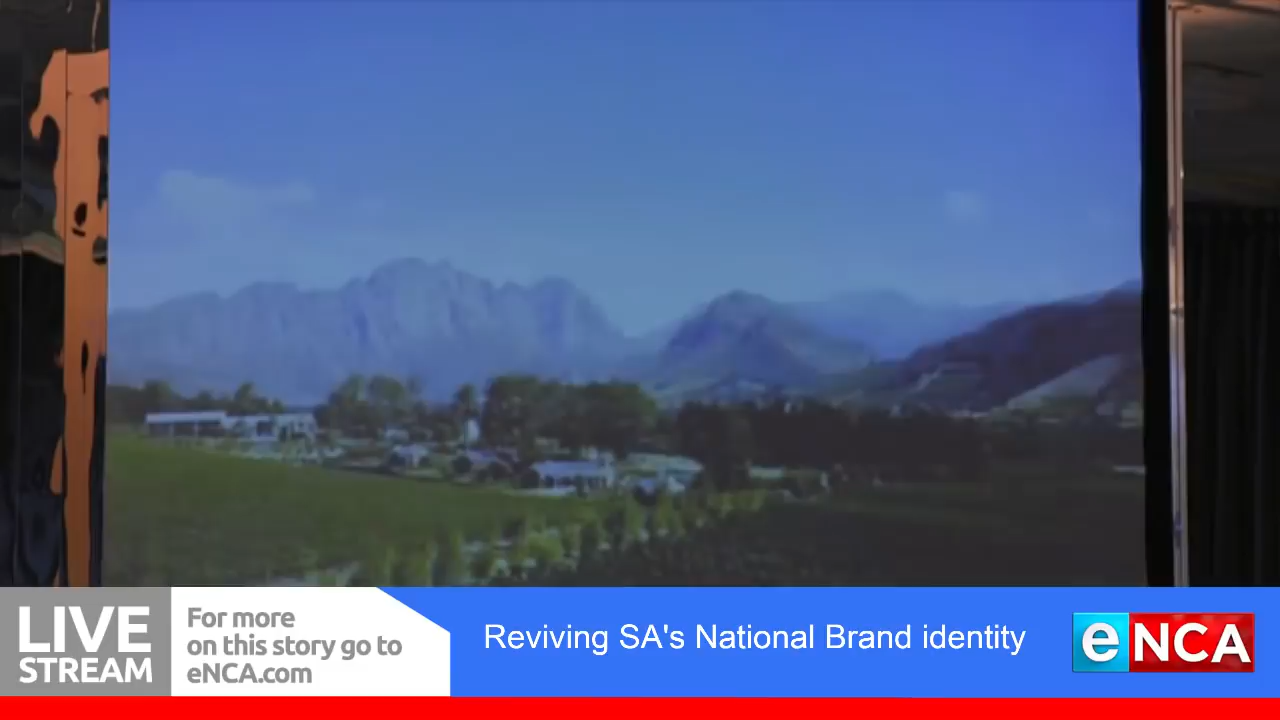 LIVE
STREAM
For more
on this story go to
eNCA.com
Reviving SA's National Brand identity
eNCA